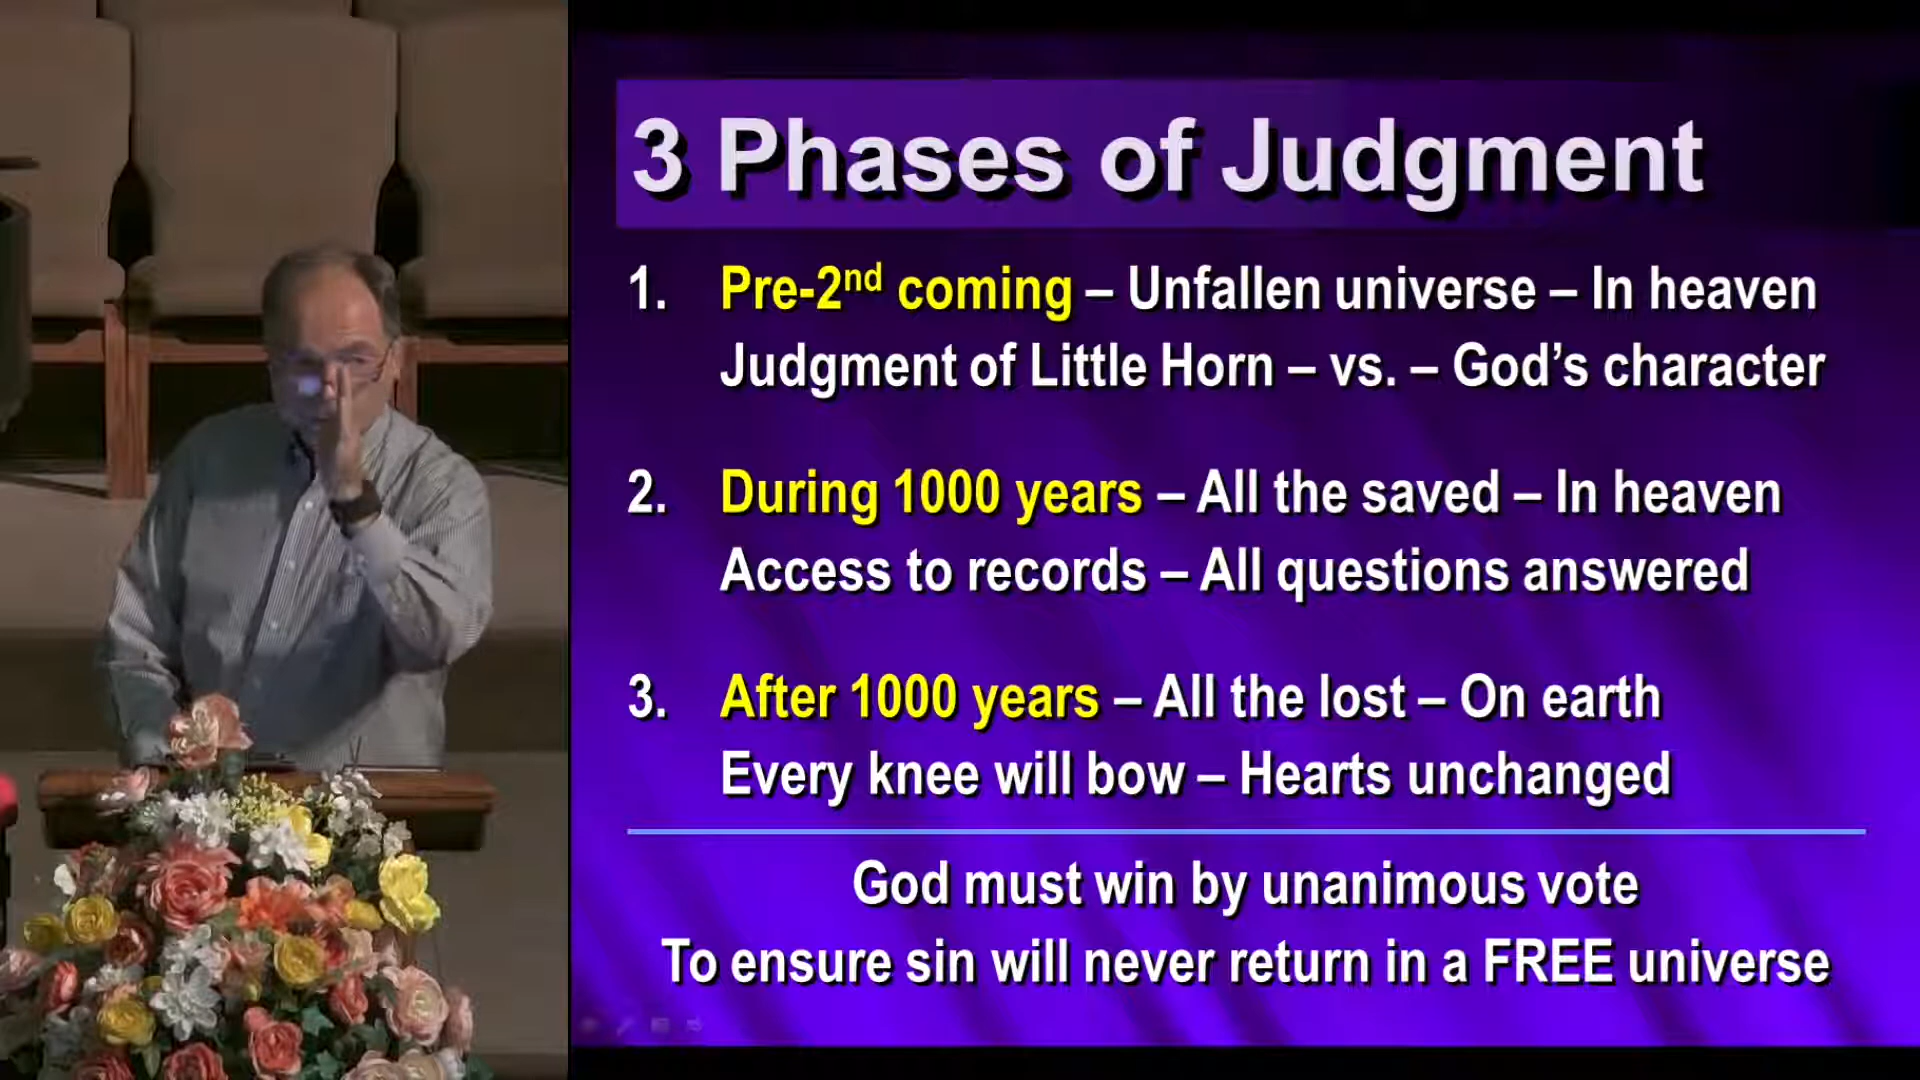 3 Phases of Judgment
1. Pre-2nd coming – Unfallen universe – In heaven
Judgment of Little Horn – vs. – God’s character
2. During 1000 years – All the saved – In heaven
Access to records – All questions answered
3. After 1000 years – All the lost – On earth
Every knee will bow – Hearts unchanged
God must win by unanimous vote
To ensure sin will never return in a FREE universe